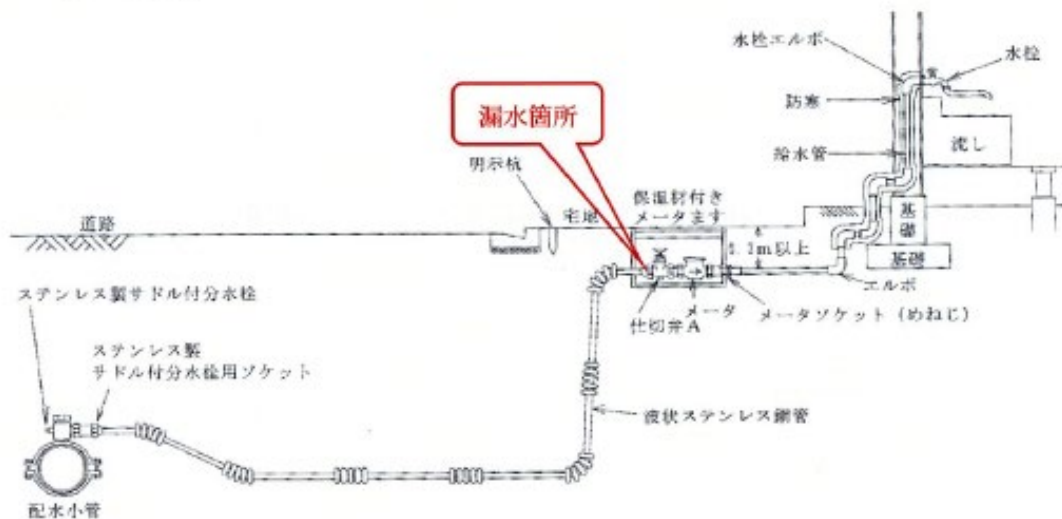 水栓エルボ
水栓
防寒
漏水箇所
給水管
流し
明示杭
保温材付き
メータます
宅地
道路
基礎
基礎
エルボ
ステンレス製サドル付分水栓
メータ
メータソケット（めねじ）
仕切弁A
ステンレス製
サドル付分水栓用ソケット
波状ステンレス鋼管
配水小管